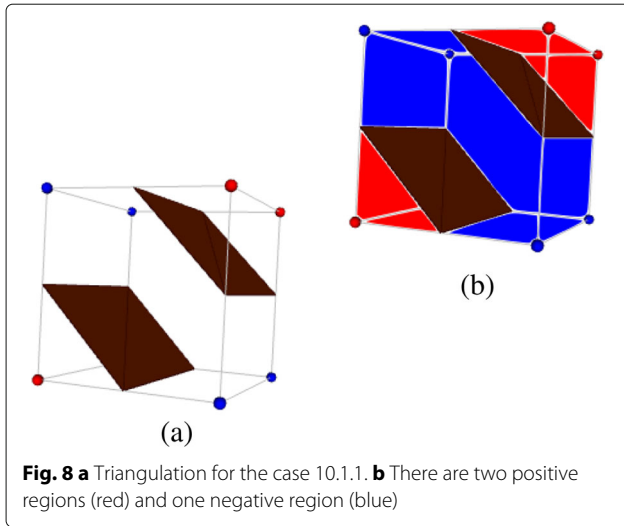 (b)
(a)
Fig. 8 a Triangulation for the case 10.1.1. b There are two positive
regions (red) and one negative region (blue)